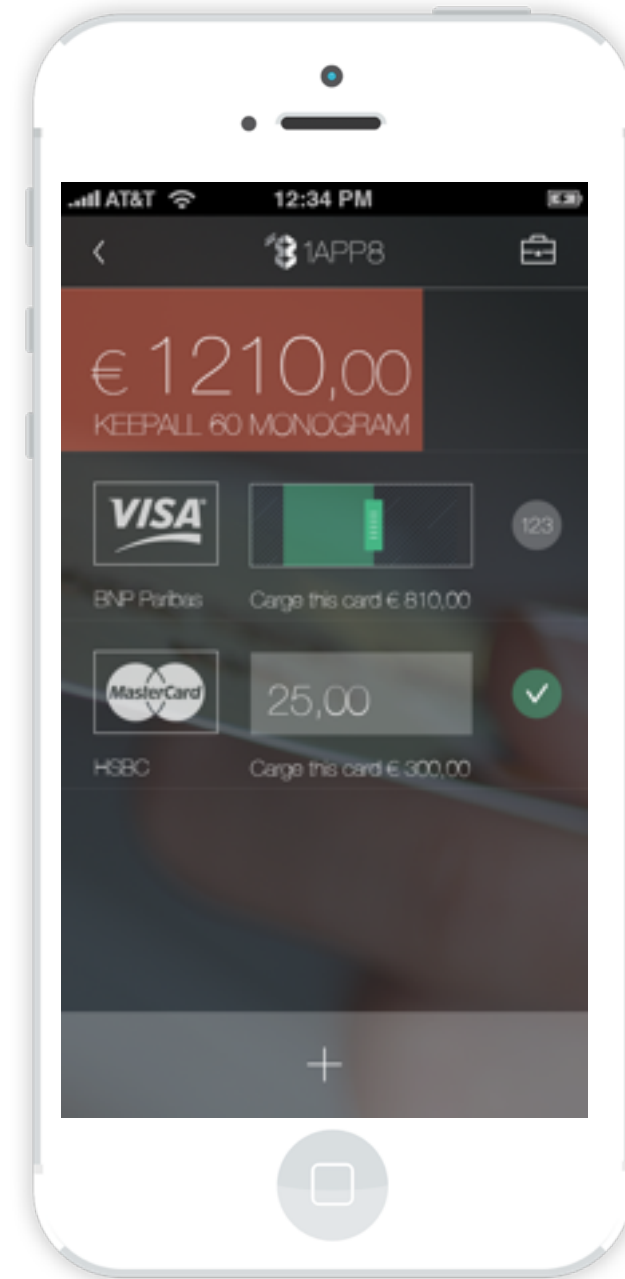 AT&T 12:34 PM
1APP8
€ 1210,00
KEEPALL 60 MONOGRAM
VISA
123
BNP Paribas Carge this card € 810,00
MasterCard
25,00
HSBC Carge this card € 300,00